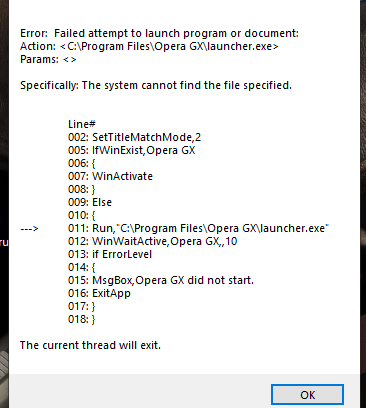 Error:  Failed attempt to launch program or document:
Action: <C:\Program Files\Opera GX\launcher.exe>
Params: <>
Specifically: The system cannot find the file specified.
Line#
002: SetTitleMatchMode,2
005: IfWinExist,Opera GX
006: {
007: WinActivate
008: }
009: Else
010: {
---> 011: Run,"C:\Program Files\Opera GX\launcher.exe"
012: WinWaitActive,Opera GX,,10
013: if ErrorLevel
014: {
015: MsgBox,Opera GX did not start.
016: ExitApp
017: }
018: }
The current thread will exit.
OK
ru